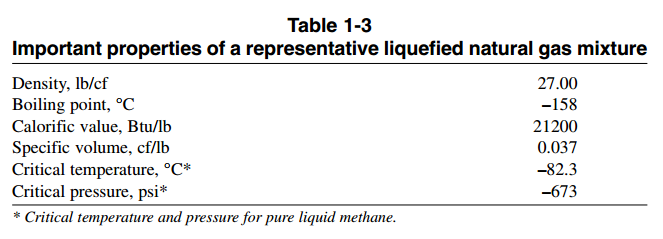 Table 1-3
Important properties of a representative liquefied natural gas mixture
Density, lb/cf 27.00
Boiling point, °C –158
Calorific value, Btu/lb 21200
Specific volume, cf/lb 0.037
Critical temperature, °C* –82.3
Critical pressure, psi* –673
* Critical temperature and pressure for pure liquid methane.